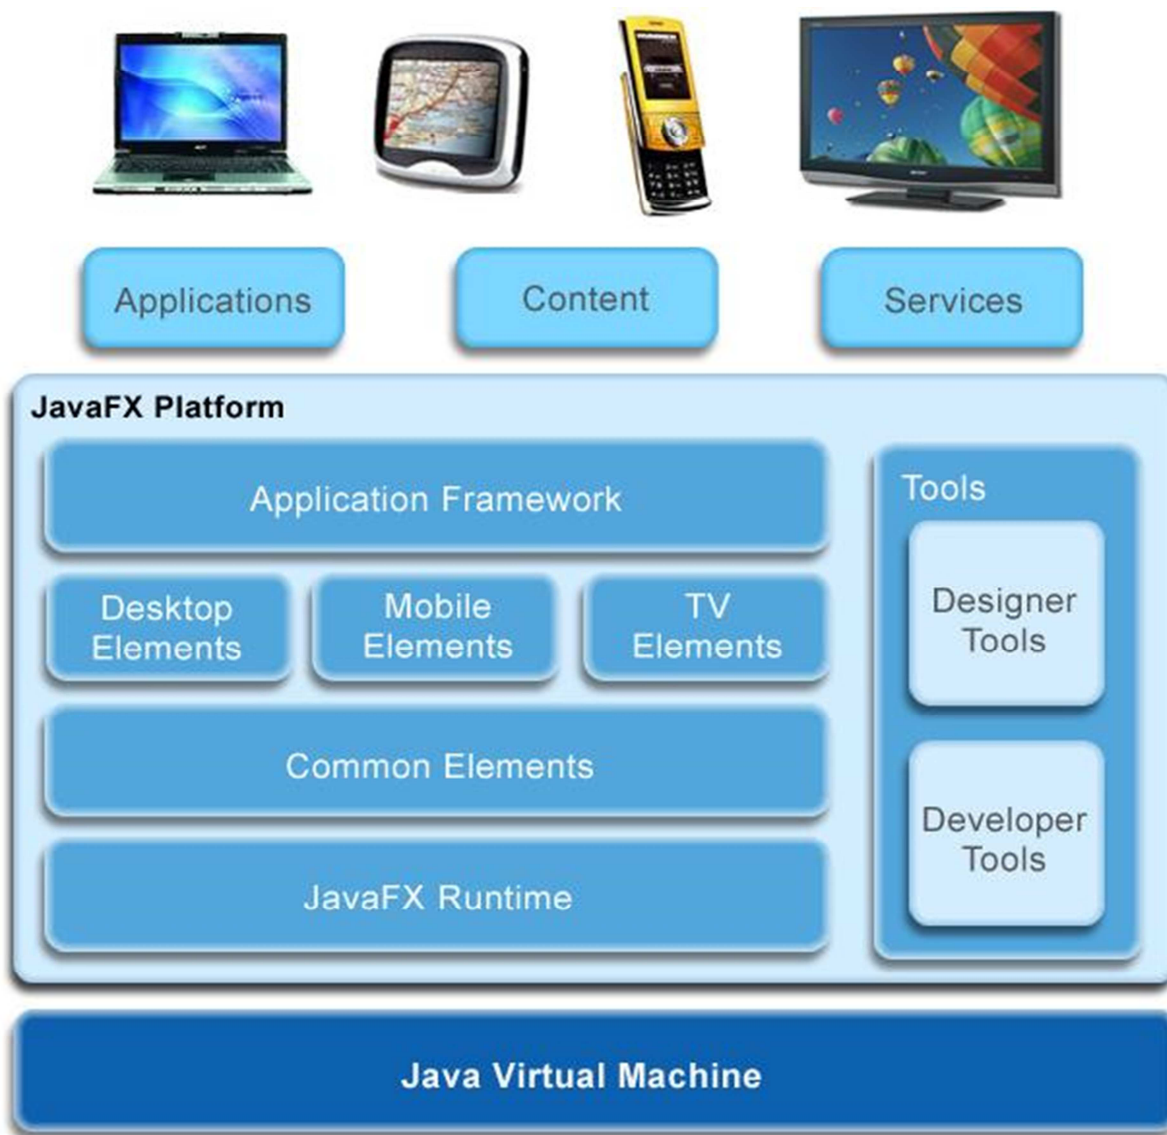 Applications
Content
Services
JavaFX Platform
Application Framework
Desktop
Elements
Mobile
Elements
TV
Elements
Common Elements
JavaFX Runtime
Tools
Designer
Tools
Developer
Tools
Java Virtual Machine